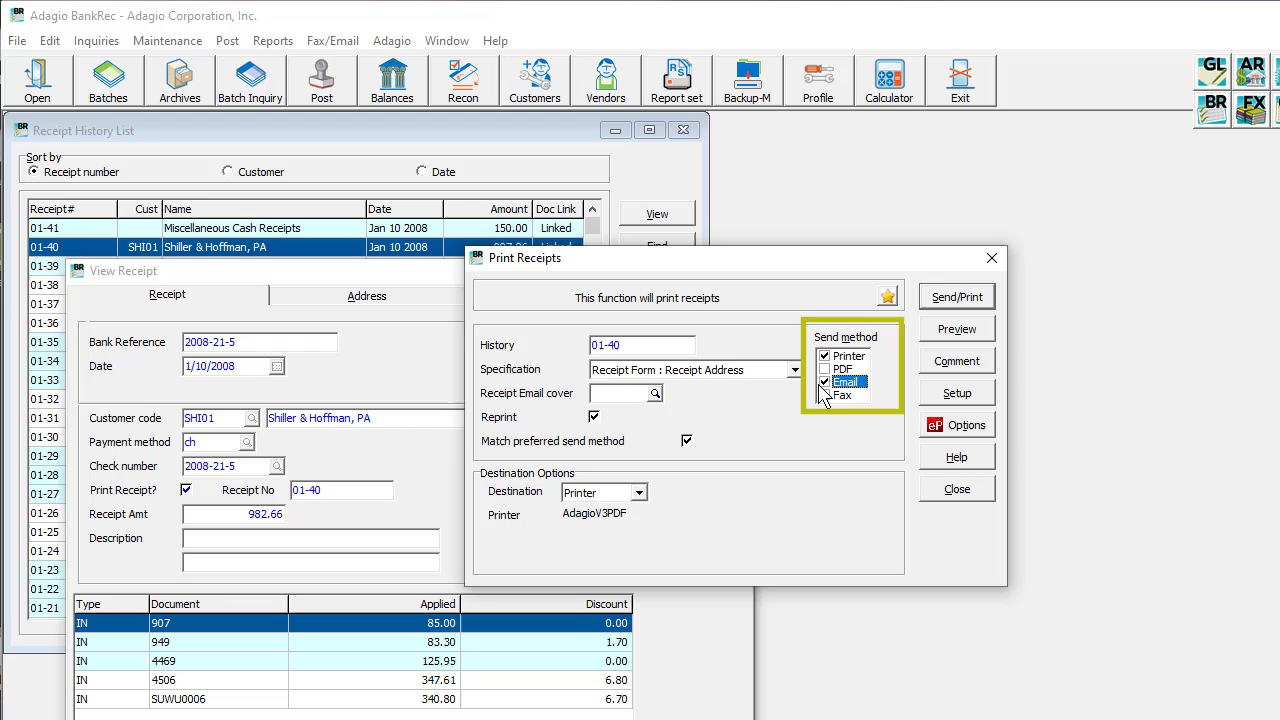 BR Adagio BankRec - Adagio Corporation, Inc.
File Edit Inquiries Maintenance Post Reports Fax/Email Adagio Window Help
Open Batches Archives Batch Inquiry Post Balances Recon Customers Vendors Report set Backup-M Profile Calculator Exit
GL AR
BR FX
Receipt History List
Sort by
Receipt number Customer Date
Receipt# Cust Name Date Amount Doc Link
01-41 Miscellaneous Cash Receipts Jan 10 2008 150.00 Linked
01-40 SHI01 Shiller & Hoffman, PA Jan 10 2008
01-39
01-38
01-37
01-36
01-35
01-34
01-33
01-32
01-31
01-30
01-29
01-28
01-27
01-26
01-25
01-24
01-23
01-22
01-21
View
Find
View Receipt
Receipt Address
Bank Reference 2008-21-5
Date 1/10/2008
Customer code SHI01 Shiller & Hoffman, PA
Payment method ch
Check number 2008-21-5
Print Receipt? Receipt No 01-40
Receipt Amt 982.66
Description
Type Document Applied Discount
IN 907 85.00 0.00
IN 949 83.30 1.70
IN 4469 125.95 0.00
IN 4506 347.61 6.80
IN SUWU0006 340.80 6.70
Print Receipts
This function will print receipts
History 01-40
Specification Receipt Form : Receipt Address
Receipt Email cover
Reprint
Match preferred send method
Send method
Printer
PDF
Email
Fax
Destination Options
Destination Printer
Printer AdagioV3PDF
Send/Print
Preview
Comment
Setup
eP Options
Help
Close